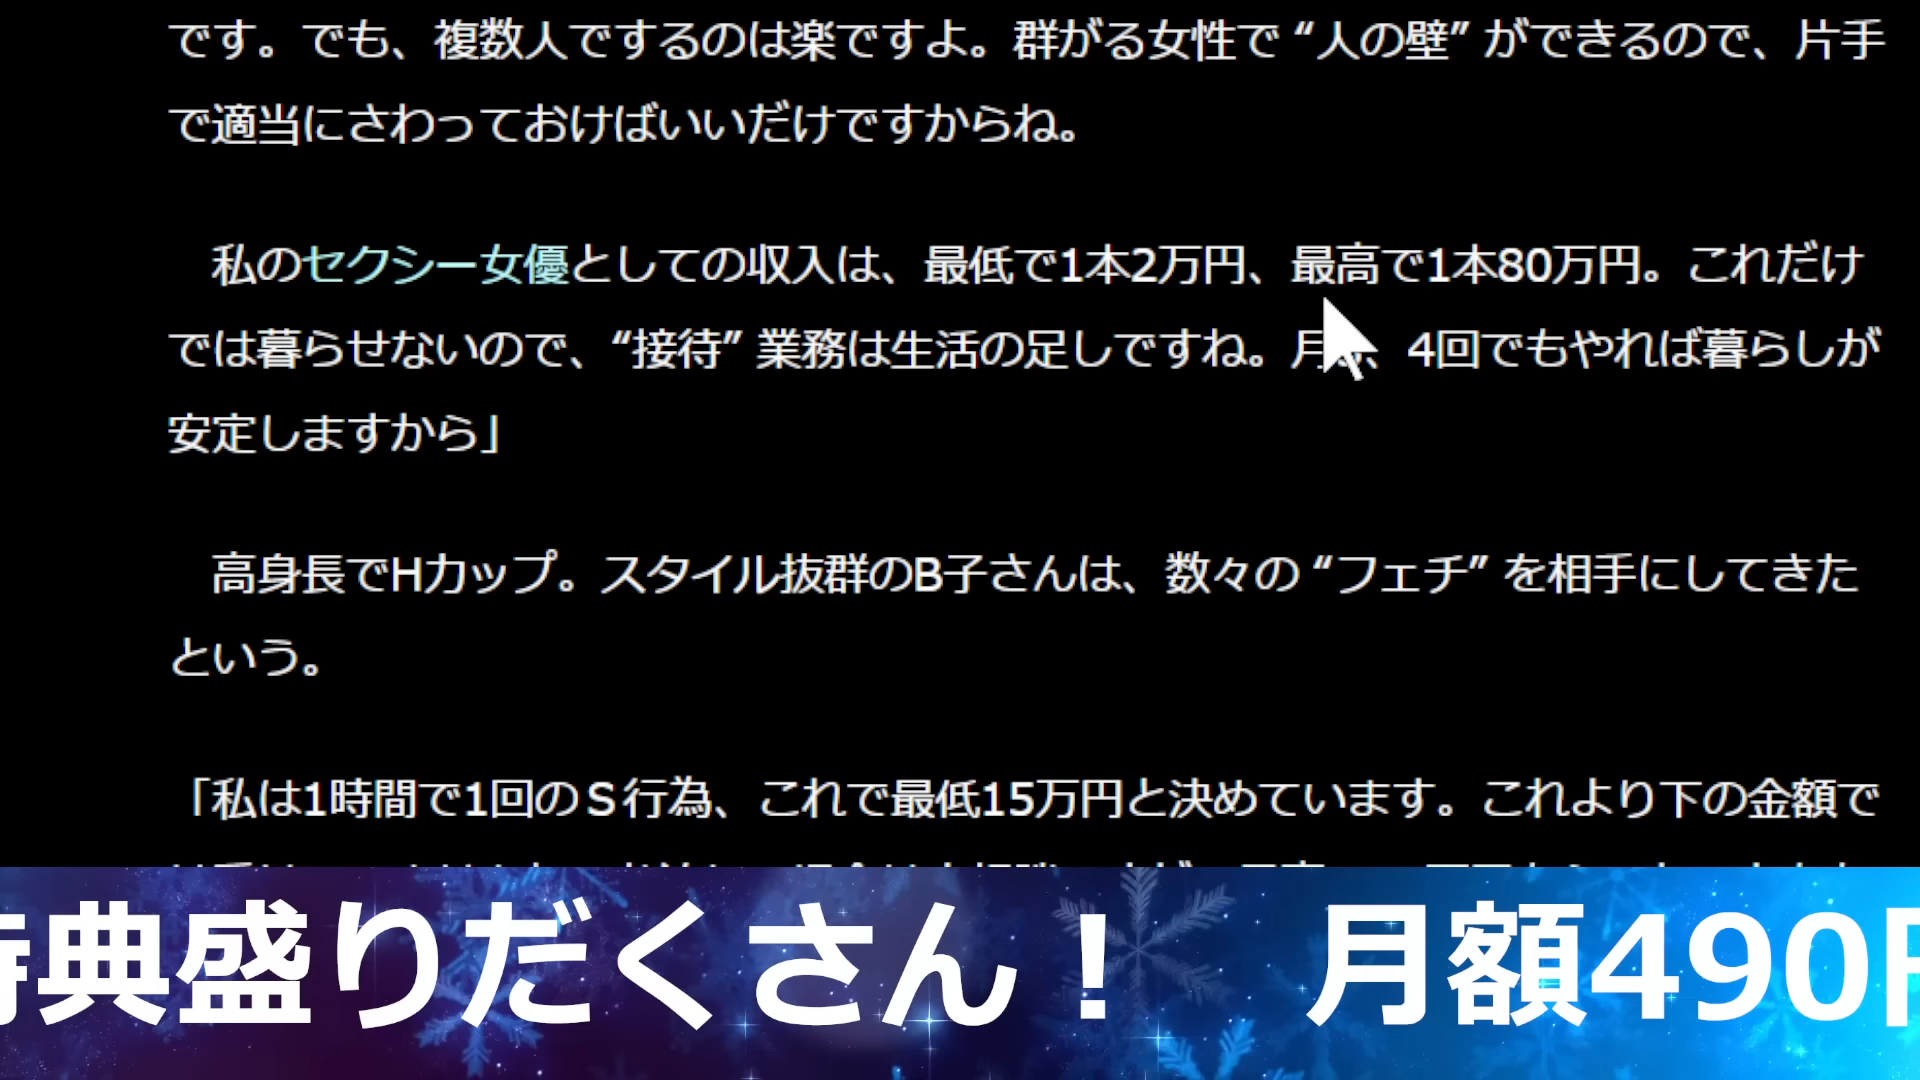 です。でも、複数人でするのは楽ですよ。群がる女性で“人の壁”ができるので、片手
で適当にさわっておけばいいだけですからね。
私のセクシー女優としての収入は、最低で1本2万円、最高で1本80万円。これだけ
では暮らせないので、“接待”業務は生活の足しですね。月、4回でもやれば暮らしが
安定しますから」
高身長でHカップ。スタイル抜群のB子さんは、数々の“フェチ”を相手にしてきた
という。
「私は1時間で1回のS行為、これで最低15万円と決めています。これより下の金額で
特典盛りだくさん！　月額490円